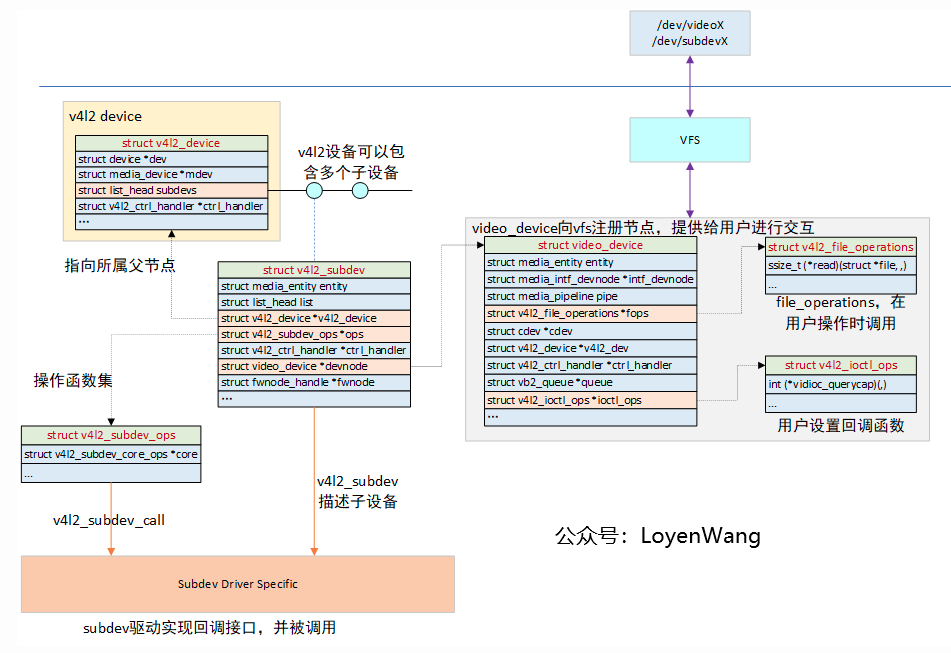 /dev/videoX
/dev/subdevX
VFS
v4l2 device
struct v4l2_device
struct device *dev
struct media_device *mdev
struct list_head subdevs
struct v4l2_ctrl_handler *ctrl_handler
...
v4l2设备可以包
含多个子设备
指向所属父节点
struct v4l2_subdev
struct media_entity entity
struct list_head list
struct v4l2_device *v4l2_device
struct v4l2_subdev_ops *ops
struct v4l2_ctrl_handler *ctrl_handler
struct video_device *devnode
struct fwnode_handle *fwnode
...
操作函数集
struct v4l2_subdev_ops
struct v4l2_subdev_core_ops *core
...
v4l2_subdev_call
v4l2_subdev
描述子设备
Subdev Driver Specific
subdev驱动实现回调接口，并被调用
video_device向vfs注册节点，提供给用户进行交互
struct video_device
struct media_entity entity
struct media_intf_devnode *intf_devnode
struct media_pipeline pipe
struct v4l2_file_operations *fops
struct cdev *cdev
struct v4l2_device *v4l2_dev
struct v4l2_ctrl_handler *ctrl_handler
struct vb2_queue *queue
struct v4l2_ioctl_ops *ioctl_ops
...
struct v4l2_file_operations
ssize_t (*read)(struct *file, ,)
...
file_operations，在
用户操作时调用
struct v4l2_ioctl_ops
int (*vidioc_querycap)(,)
...
用户设置回调函数
公众号：LoyenWang